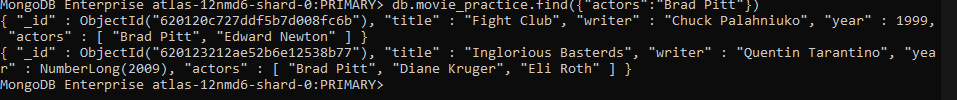 MongoDB Enterprise atlas-12nmd6-shard-0:PRIMARY> db.movie_practice.find({"actors":"Brad Pitt"})
{ "_id" : ObjectId("620120c727ddf5b7d008fc6b"), "title" : "Fight Club", "writer" : "Chuck Palahniuko", "year" : 1999,
"actors" : [ "Brad Pitt", "Edward Newton" ] }
{ "_id" : ObjectId("620123212ae52b6e12538b77"), "title" : "Inglorious Basterds", "writer" : "Quentin Tarantino", "yea
r" : NumberLong(2009), "actors" : [ "Brad Pitt", "Diane Kruger", "Eli Roth" ] }
MongoDB Enterprise atlas-12nmd6-shard-0:PRIMARY>